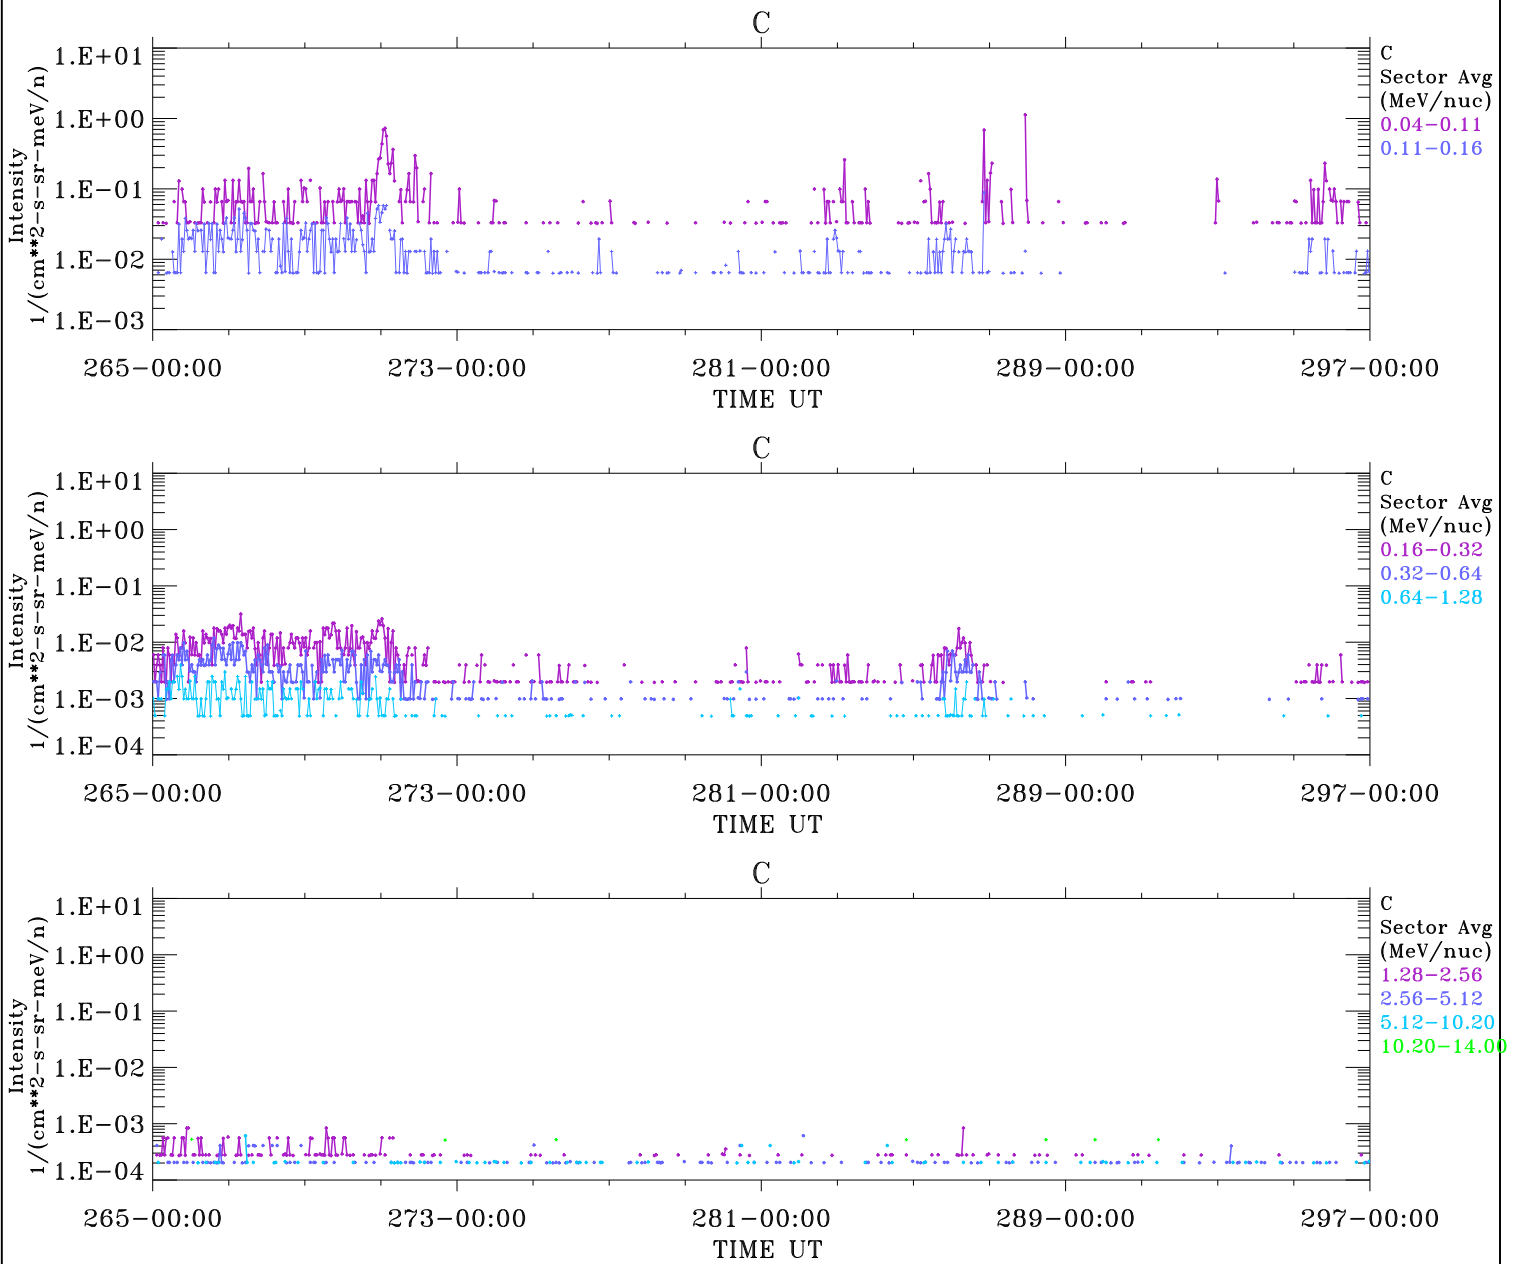 C
1.E+01
1.E+00
1.E-01
1.E-02
1.E-03
Intensity
1/(cm**2-s-sr-meV/n)
265-00:00
273-00:00
281-00:00
289-00:00
297-00:00
TIME UT
C
Sector Avg
(MeV/nuc)
0.04-0.11
0.11-0.16
C
1.E+01
1.E+00
1.E-01
1.E-02
1.E-03
1.E-04
Intensity
1/(cm**2-s-sr-meV/n)
265-00:00
273-00:00
281-00:00
289-00:00
297-00:00
TIME UT
C
Sector Avg
(MeV/nuc)
0.16-0.32
0.32-0.64
0.64-1.28
C
1.E+01
1.E+00
1.E-01
1.E-02
1.E-03
1.E-04
Intensity
1/(cm**2-s-sr-meV/n)
265-00:00
273-00:00
281-00:00
289-00:00
297-00:00
TIME UT
C
Sector Avg
(MeV/nuc)
1.28-2.56
2.56-5.12
5.12-10.20
10.20-14.00